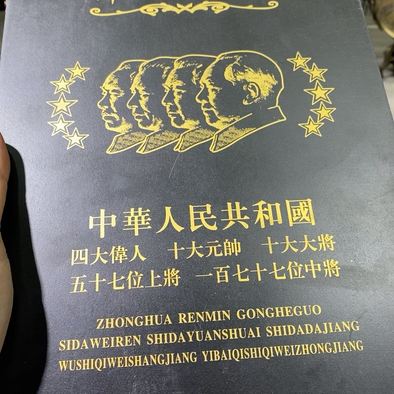 中華人民共和國
四大偉人 十大元帥 十大大將
五十七位上將 一百七十七位中將
ZHONGHUA RENMIN GONGHEGUO
SIDAWEIREN SHIDAYUANSHUAI SHIDADAJIANG
WUSHIQIWEISHANGJIANG YIBAIQISHIQIWEIZHONGJIANG